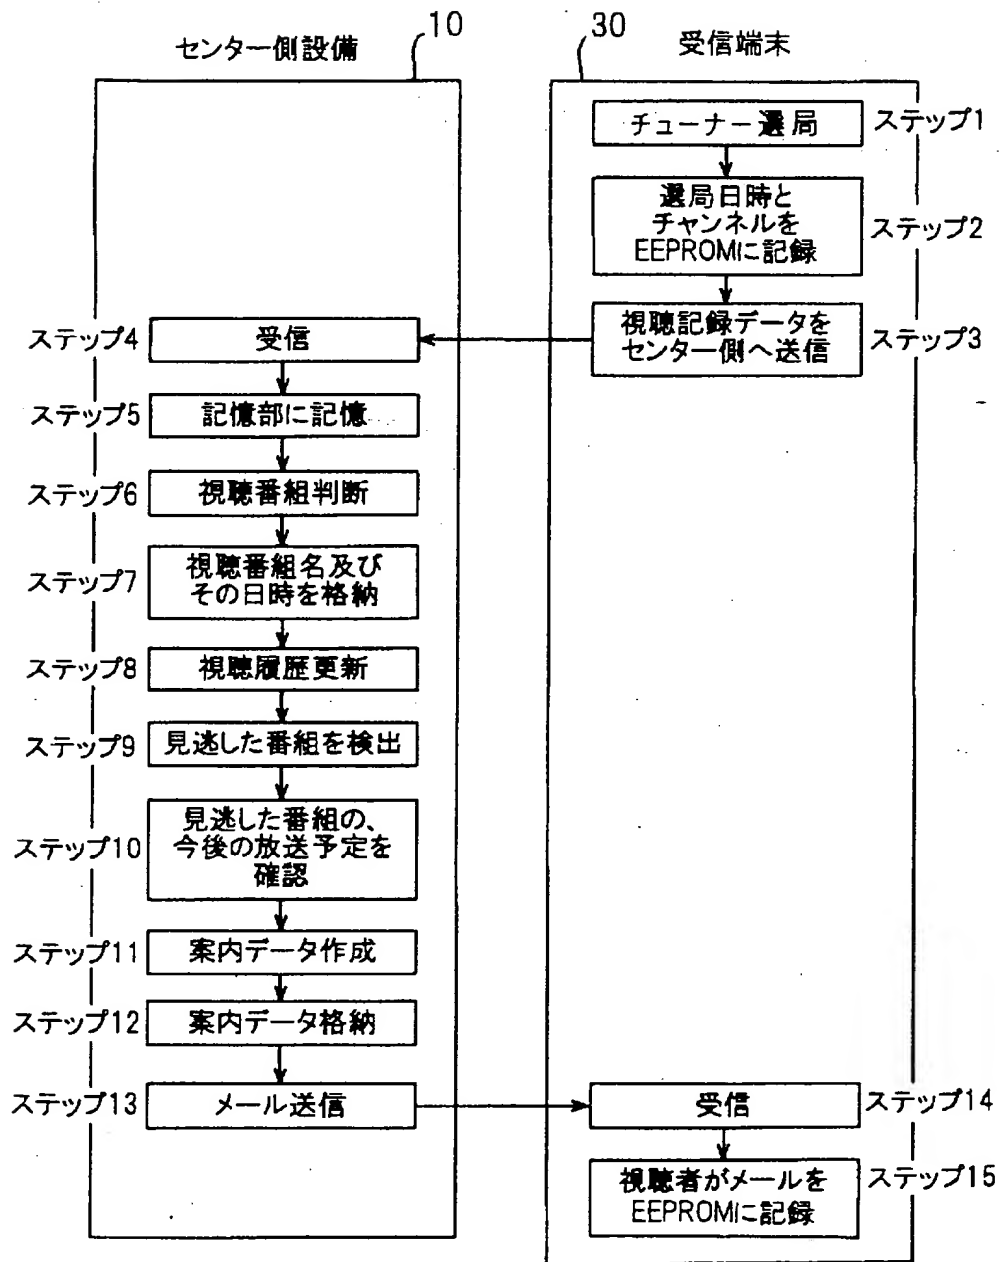 センター側設備
10
30
受信端末
チューナー選局
ステップ1
選局日時と
チャンネルを
EEPROMに記録
ステップ2
視聴記録データを
センター側へ送信
ステップ3
ステップ4
受信
ステップ5
記憶部に記憶
ステップ6
視聴番組判断
ステップ7
視聴番組名及び
その日時を格納
ステップ8
視聴履歴更新
ステップ9
見逃した番組を検出
ステップ10
見逃した番組の、
今後の放送予定を
確認
ステップ11
案内データ作成
ステップ12
案内データ格納
ステップ13
メール送信
受信
ステップ14
視聴者がメールを
EEPROMに記録
ステップ15